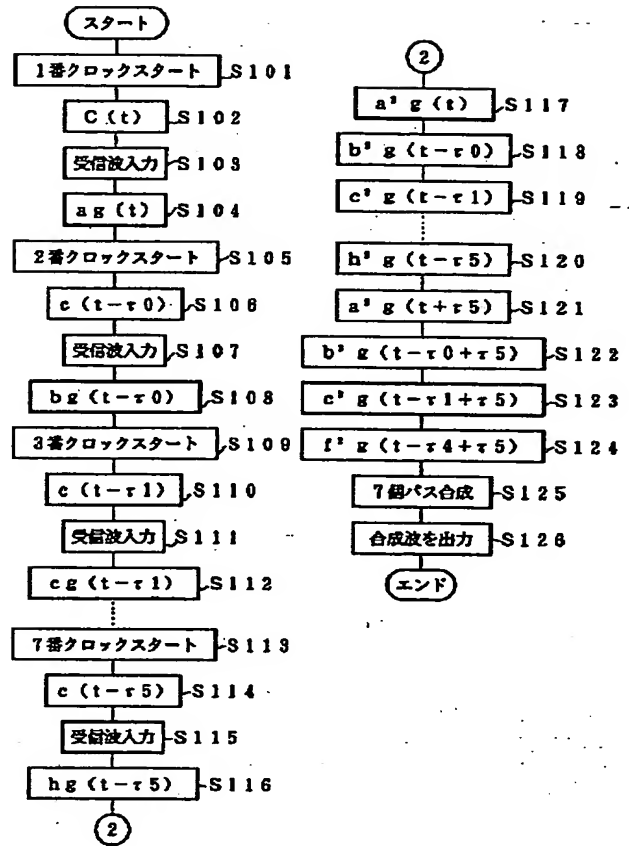 スタート
1番クロックスタート S101
C(t) S102
受信波入力 S103
ag(t) S104
2番クロックスタート S105
c(t-τ0) S106
受信波入力 S107
bg(t-τ0) S108
3番クロックスタート S109
c(t-τ1) S110
受信波入力 S111
cg(t-τ1) S112
7番クロックスタート S113
c(t-τ5) S114
受信波入力 S115
hg(t-τ5) S116
2
2
a² g(t) S117
b² g(t-τ0) S118
c² g(t-τ1) S119
h² g(t-τ5) S120
a² g(t+τ5) S121
b² g(t-τ0+τ5) S122
c² g(t-τ1+τ5) S123
f² g(t-τ4+τ5) S124
7個パス合成 S125
合成波を出力 S126
エンド